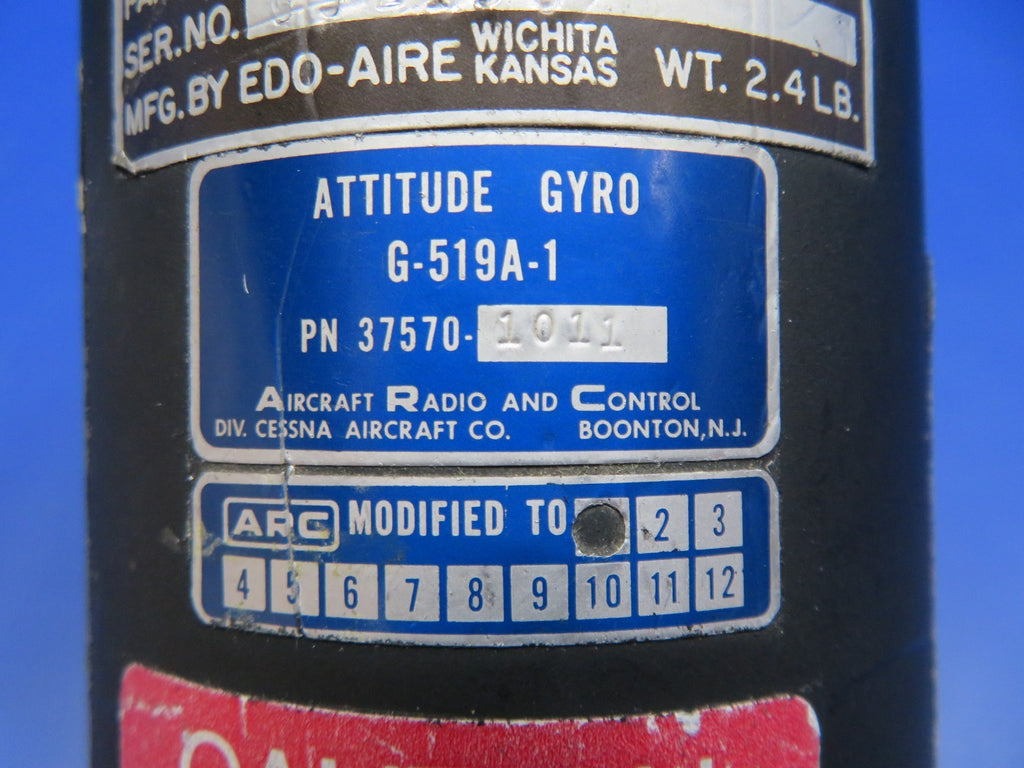 SER.NO.
MFG. BY EDO-AIRE WICHITA KANSAS WT. 2.4 LB.
ATTITUDE GYRO
G-519A-1
PN 37570-1011
AIRCRAFT RADIO AND CONTROL
DIV. CESSNA AIRCRAFT CO. BOONTON, N.J.
ARC MODIFIED TO 2 3
4 5 6 7 8 9 10 11 12